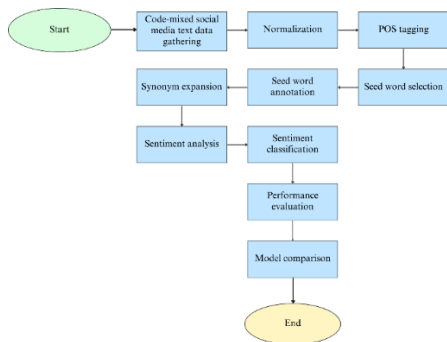 Start
Code-mixed social
media text data
gathering
Normalization
POS tagging
Synonym expansion
Seed word
annotation
Seed word selection
Sentiment analysis
Sentiment
classification
Performance
evaluation
Model comparison
End